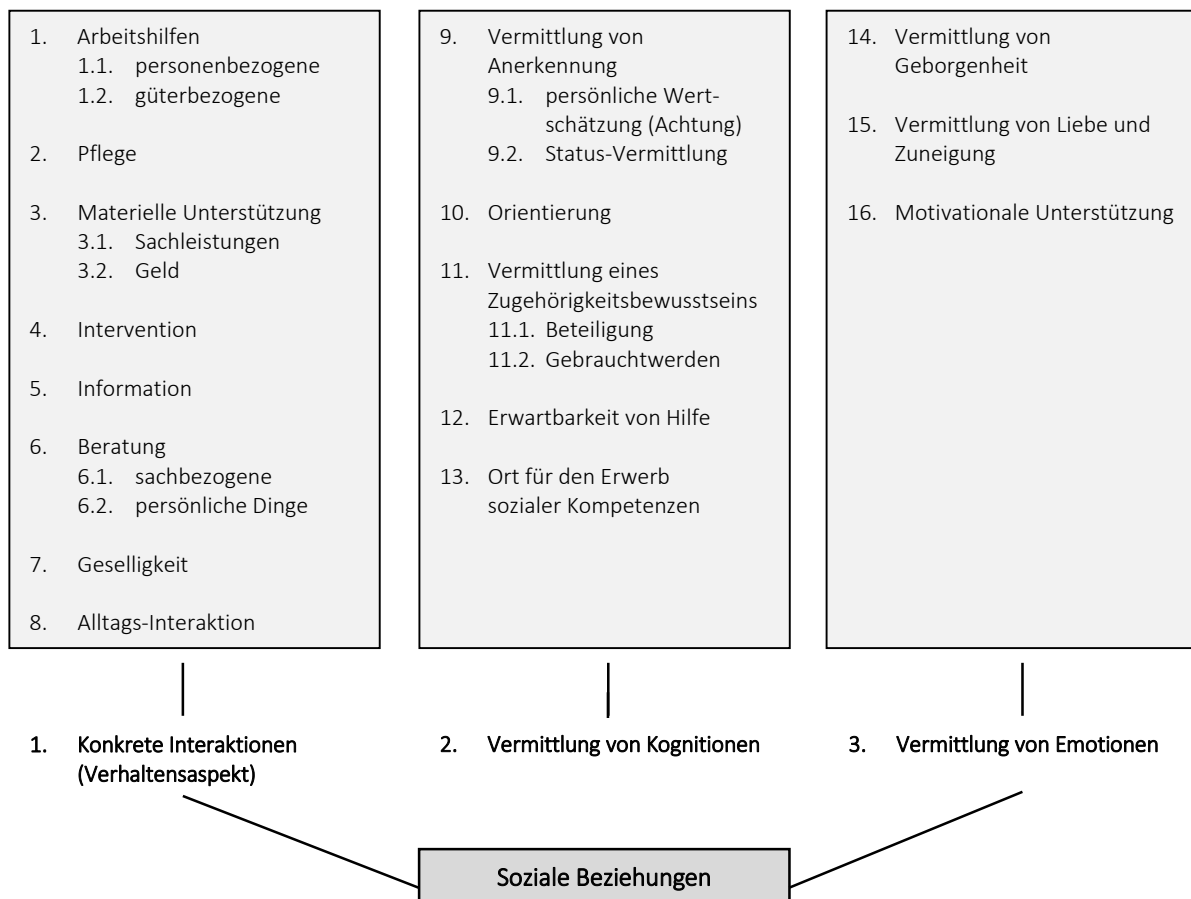 1. Arbeitshilfen
1.1. personenbezogene
1.2. güterbezogene
2. Pflege
3. Materielle Unterstützung
3.1. Sachleistungen
3.2. Geld
4. Intervention
5. Information
6. Beratung
6.1. sachbezogene
6.2. persönliche Dinge
7. Geselligkeit
8. Alltags-Interaktion
9. Vermittlung von
Anerkennung
9.1. persönliche Wert-
schätzung (Achtung)
9.2. Status-Vermittlung
10. Orientierung
11. Vermittlung eines
Zugehörigkeitsbewusstseins
11.1. Beteiligung
11.2. Gebrauchtwerden
12. Erwartbarkeit von Hilfe
13. Ort für den Erwerb
sozialer Kompetenzen
14. Vermittlung von
Geborgenheit
15. Vermittlung von Liebe und
Zuneigung
16. Motivationale Unterstützung
1. Konkrete Interaktionen
(Verhaltensaspekt)
2. Vermittlung von Kognitionen
3. Vermittlung von Emotionen
Soziale Beziehungen